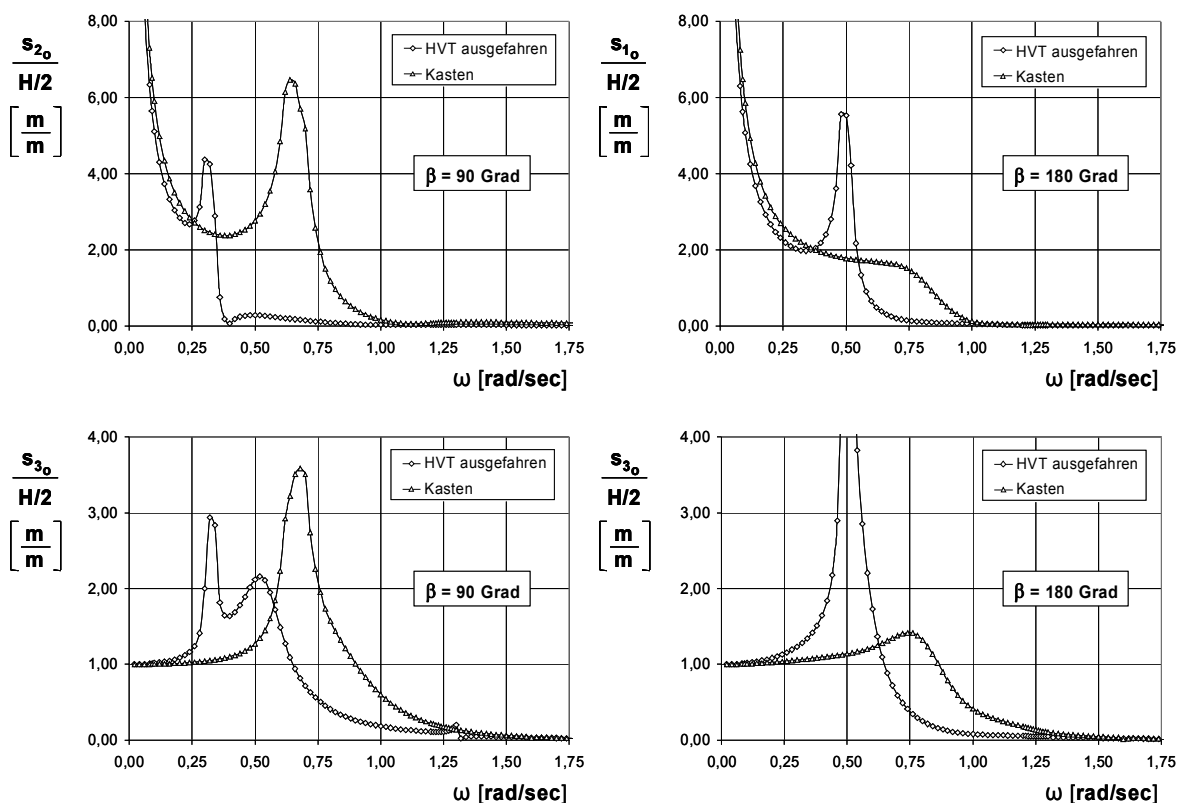 s2o
H/2
[m/m]
8,00
6,00
4,00
2,00
0,00
HVT ausgefahren
Kasten
β = 90 Grad
0,00 0,25 0,50 0,75 1,00 1,25 1,50 1,75
ω [rad/sec]
s1o
H/2
[m/m]
8,00
6,00
4,00
2,00
0,00
HVT ausgefahren
Kasten
β = 180 Grad
0,00 0,25 0,50 0,75 1,00 1,25 1,50 1,75
ω [rad/sec]
s3o
H/2
[m/m]
4,00
3,00
2,00
1,00
0,00
HVT ausgefahren
Kasten
β = 90 Grad
0,00 0,25 0,50 0,75 1,00 1,25 1,50 1,75
ω [rad/sec]
s3o
H/2
[m/m]
4,00
3,00
2,00
1,00
0,00
HVT ausgefahren
Kasten
β = 180 Grad
0,00 0,25 0,50 0,75 1,00 1,25 1,50 1,75
ω [rad/sec]